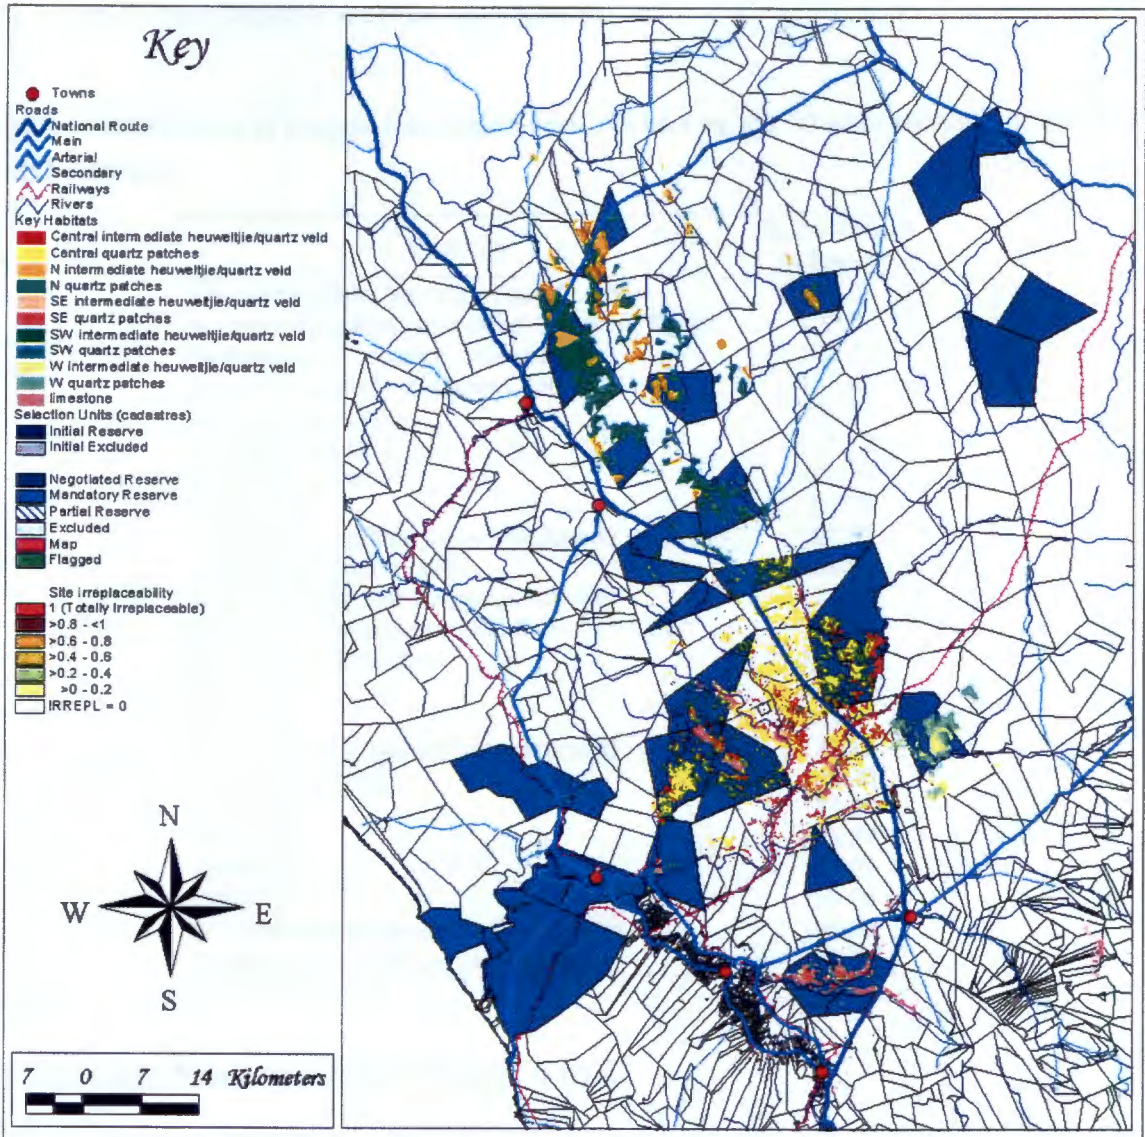 Key
Towns
Roads
National Route
Main
Arterial
Secondary
Railways
Rivers
Key Habitats
Central intermediate heuweltjie/quartz veld
Central quartz patches
N intermediate heuweltjie/quartz veld
N quartz patches
SE intermediate heuweltjie/quartz veld
SE quartz patches
SW intermediate heuweltjie/quartz veld
SW quartz patches
W intermediate heuweltjie/quartz veld
W quartz patches
limestone
Selection Units (cadastres)
Initial Reserve
Initial Excluded
Negotiated Reserve
Mandatory Reserve
Partial Reserve
Excluded
Map
Flagged
Site Irreplaceability
1 (Totally Irreplaceable)
>0.8 - <1
>0.6 - 0.8
>0.4 - 0.6
>0.2 - 0.4
>0 - 0.2
IRREPL = 0
N
W E
S
7 0 7 14 Kilometers